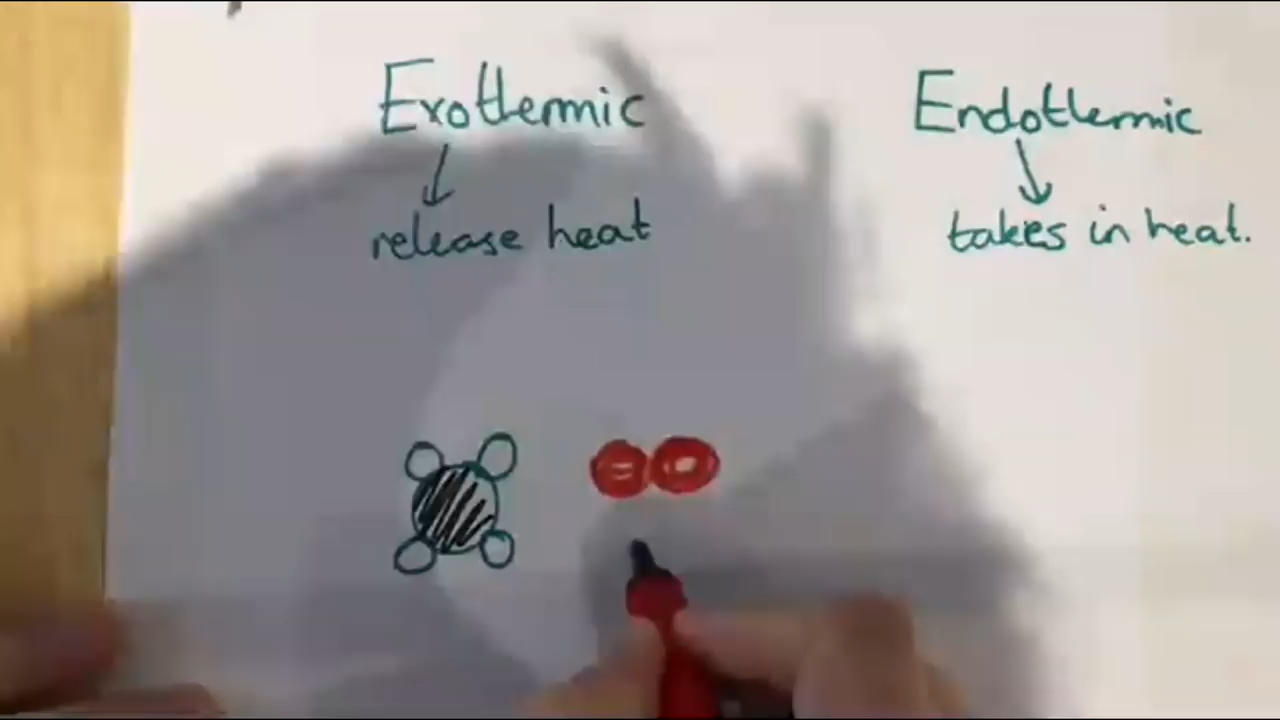 Exothermic
Endothermic
release heat
takes in heat.